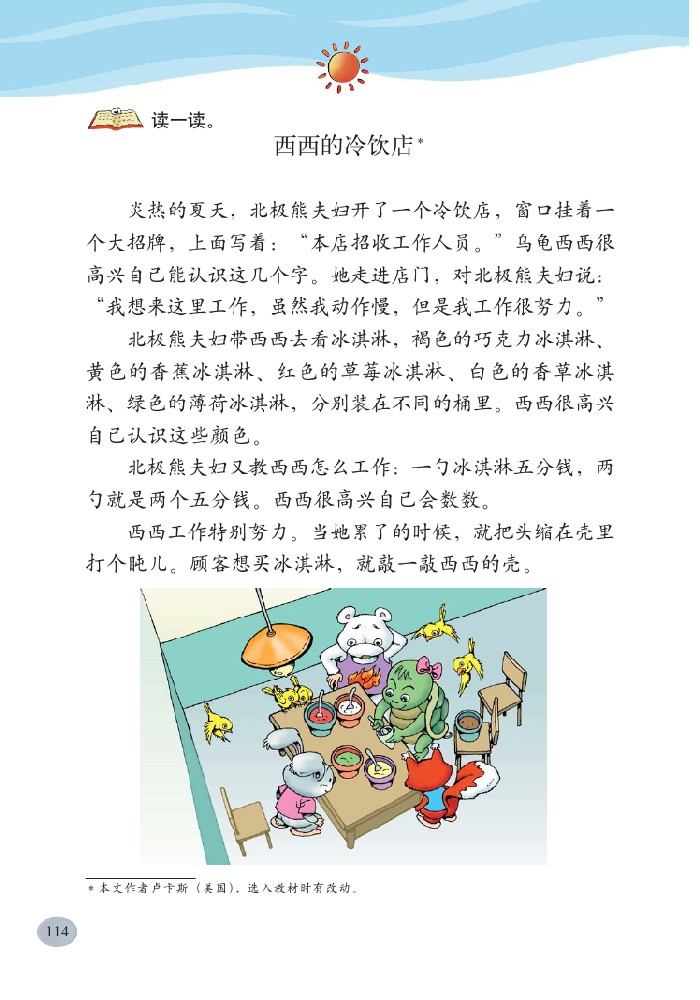 读一读。
西西的冷饮店*
炎热的夏天，北极熊夫妇开了一个冷饮店，窗口挂着一
个大招牌，上面写着：“本店招收工作人员。”乌龟西西很
高兴自己能认识这几个字。她走进店门，对北极熊夫妇说：
“我想来这里工作，虽然我动作慢，但是我工作很努力。”
北极熊夫妇带西西去看冰淇淋，褐色的巧克力冰淇淋、
黄色的香蕉冰淇淋、红色的草莓冰淇淋、白色的香草冰淇
淋、绿色的薄荷冰淇淋，分别装在不同的桶里。西西很高兴
自己认识这些颜色。
北极熊夫妇又教西西怎么工作：一勺冰淇淋五分钱，两
勺就是两个五分钱。西西很高兴自己会数数。
西西工作特别努力。当她累了的时候，就把头缩在壳里
打个盹儿。顾客想买冰淇淋，就敲一敲西西的壳。
* 本文作者卢卡斯（美国），选入教材时有改动。
114